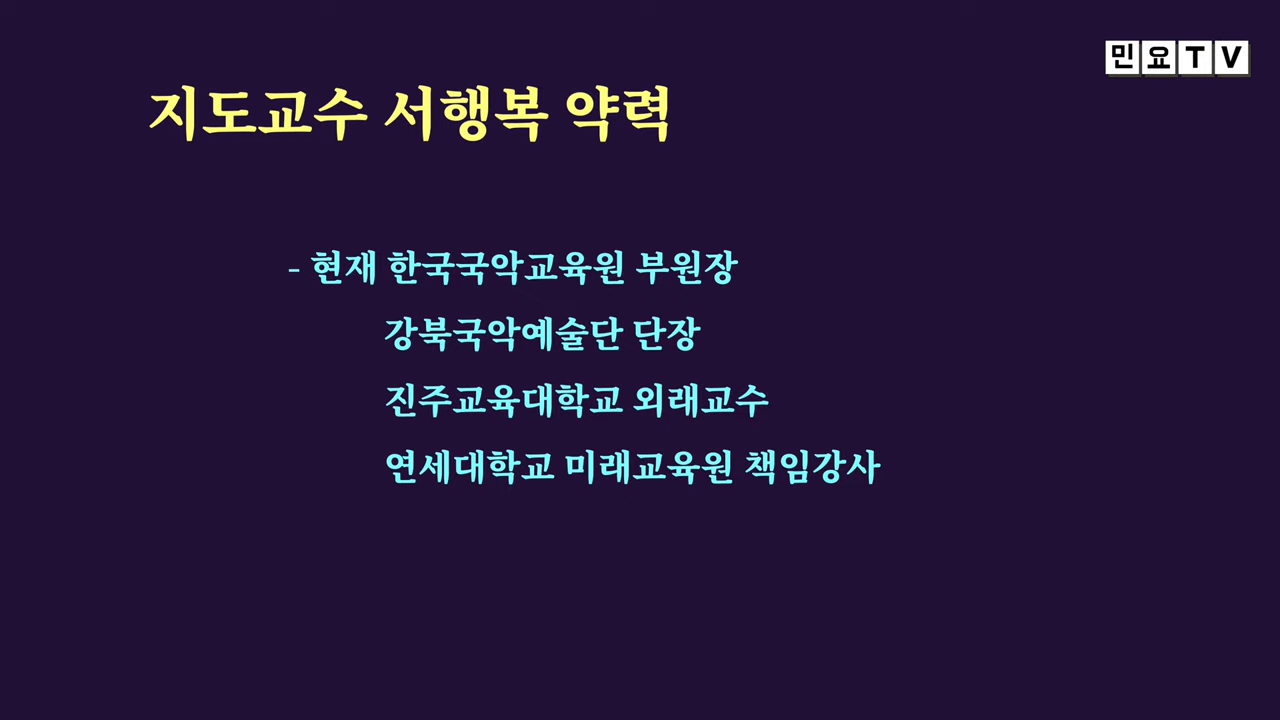 민요TV
지도교수 서행복 약력
- 현재 한국국악교육원 부원장
강북국악예술단 단장
진주교육대학교 외래교수
연세대학교 미래교육원 책임강사